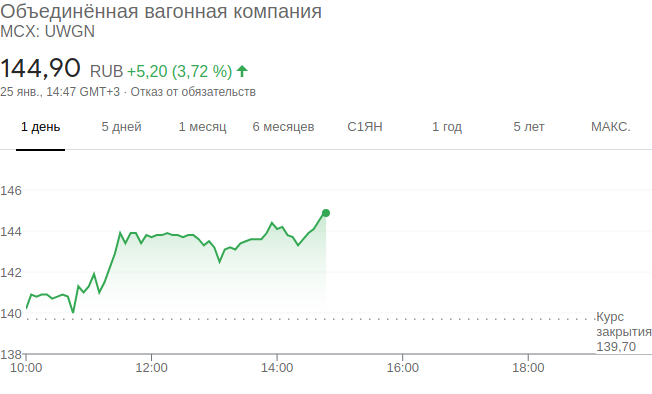 Объединённая вагонная компания
MCX: UWGN
144,90 RUB +5,20 (3,72 %)
25 янв., 14:47 GMT+3 · Отказ от обязательств
1 день 5 дней 1 месяц 6 месяцев С1ЯН 1 год 5 лет МАКС.
146
144
142
140
Курс
закрытия
139,70
138
10:00 12:00 14:00 16:00 18:00